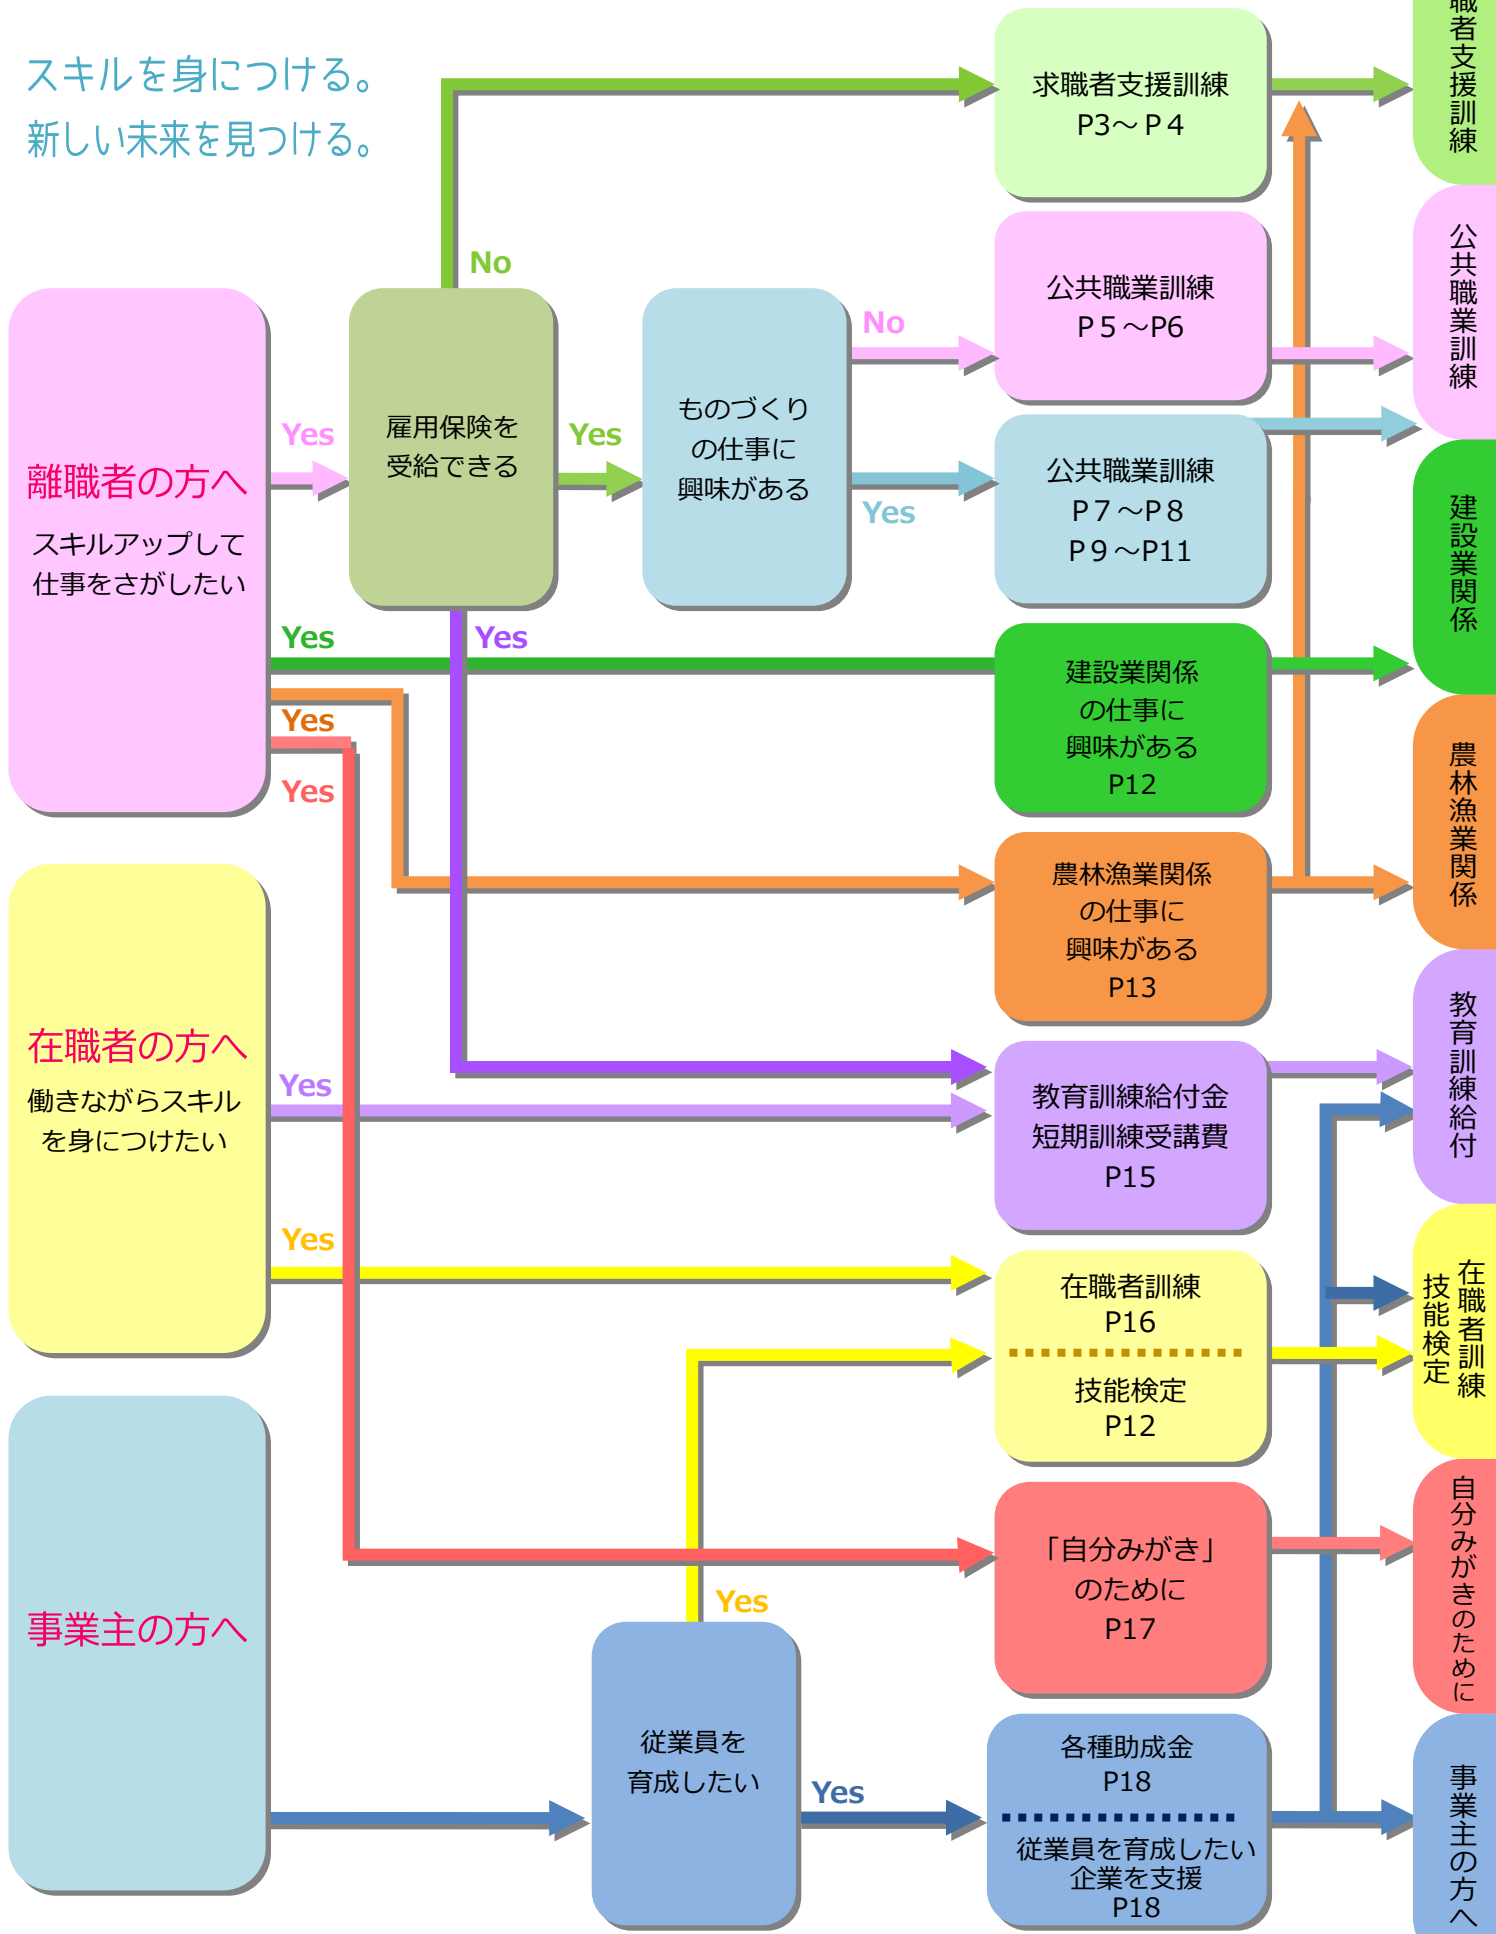 スキルを身につける。
新しい未来を見つける。
離職者の方へ
スキルアップして
仕事をさがしたい
Yes
Yes
Yes
Yes
雇用保険を
受給できる
No
Yes
Yes
ものづくり
の仕事に
興味がある
No
Yes
求職者支援訓練
P3～Ｐ４
公共職業訓練
Ｐ５～P6
公共職業訓練
Ｐ７～Ｐ８
Ｐ９～P11
建設業関係
の仕事に
興味がある
P12
農林漁業関係
の仕事に
興味がある
P13
在職者の方へ
働きながらスキル
を身につけたい
Yes
Yes
教育訓練給付金
短期訓練受講費
P15
在職者訓練
P16
技能検定
P12
「自分みがき」
のために
P17
事業主の方へ
従業員を
育成したい
Yes
Yes
各種助成金
P18
従業員を育成したい
企業を支援
P18
職者支援訓練
公共職業訓練
建設業関係
農林漁業関係
教育訓練給付
在職者訓練
技能検定
自分みがきのために
事業主の方へ